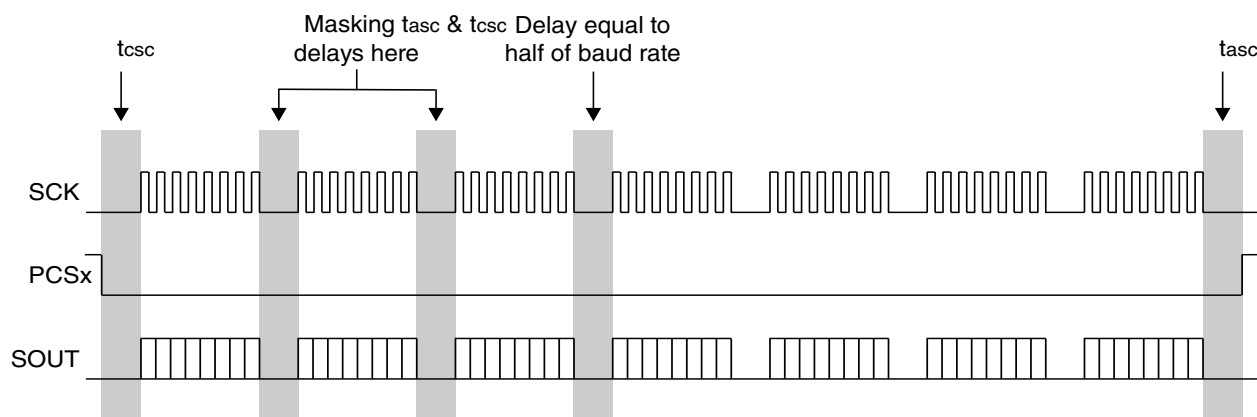 tcsc
Masking tasc & tcsc
delays here
Delay equal to
half of baud rate
tasc
SCK
PCSx
SOUT